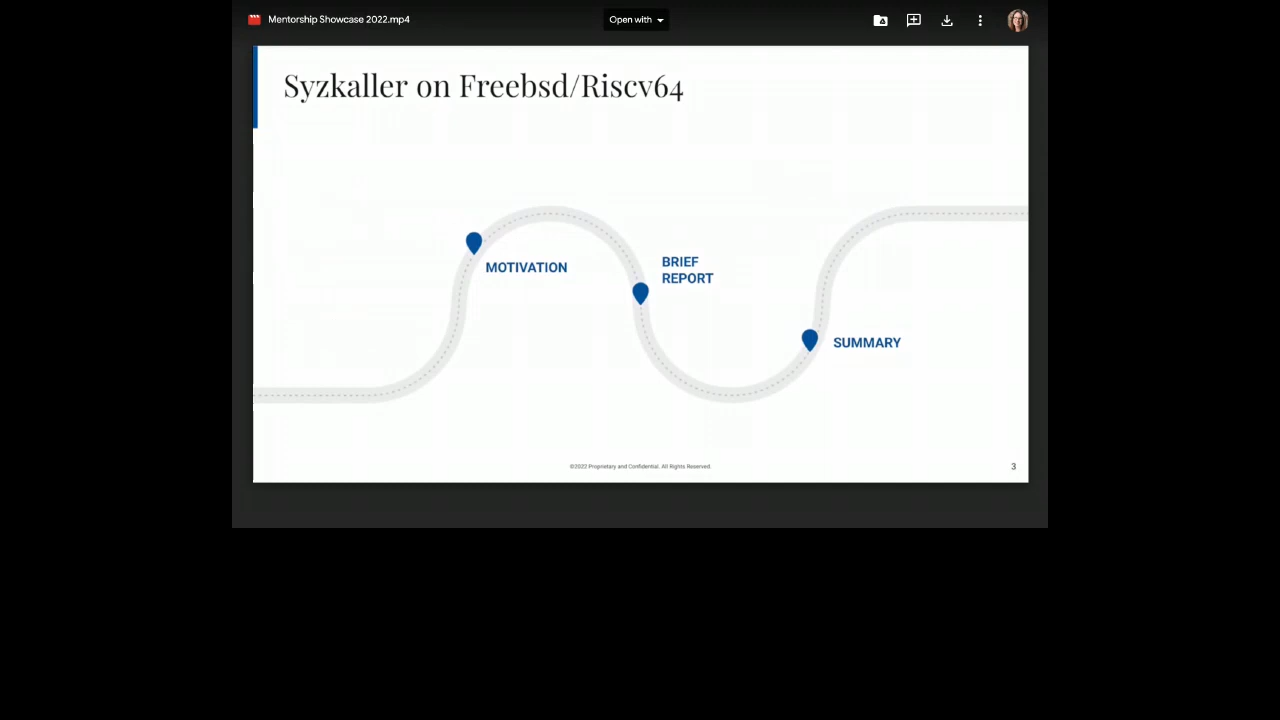 Mentorship Showcase 2022.mp4
Open with
Syzkaller on Freebsd/Riscv64
MOTIVATION
BRIEF
REPORT
SUMMARY
©2022 Proprietary and Confidential. All Rights Reserved.
3